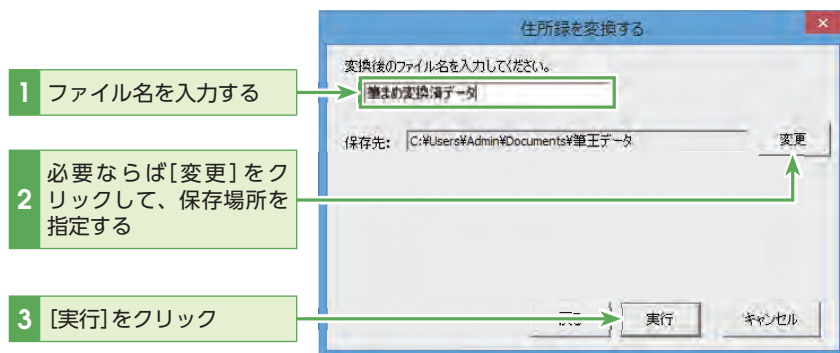 住所録を変換する
変換後のファイル名を入力してください。
1 ファイル名を入力する
筆まめ変換済データ
保存先: C:¥Users¥Admin¥Documents¥筆王データ 変更
2 必要ならば[変更]をク
リックして、保存場所を
指定する
3 [実行]をクリック
実行 キャンセル